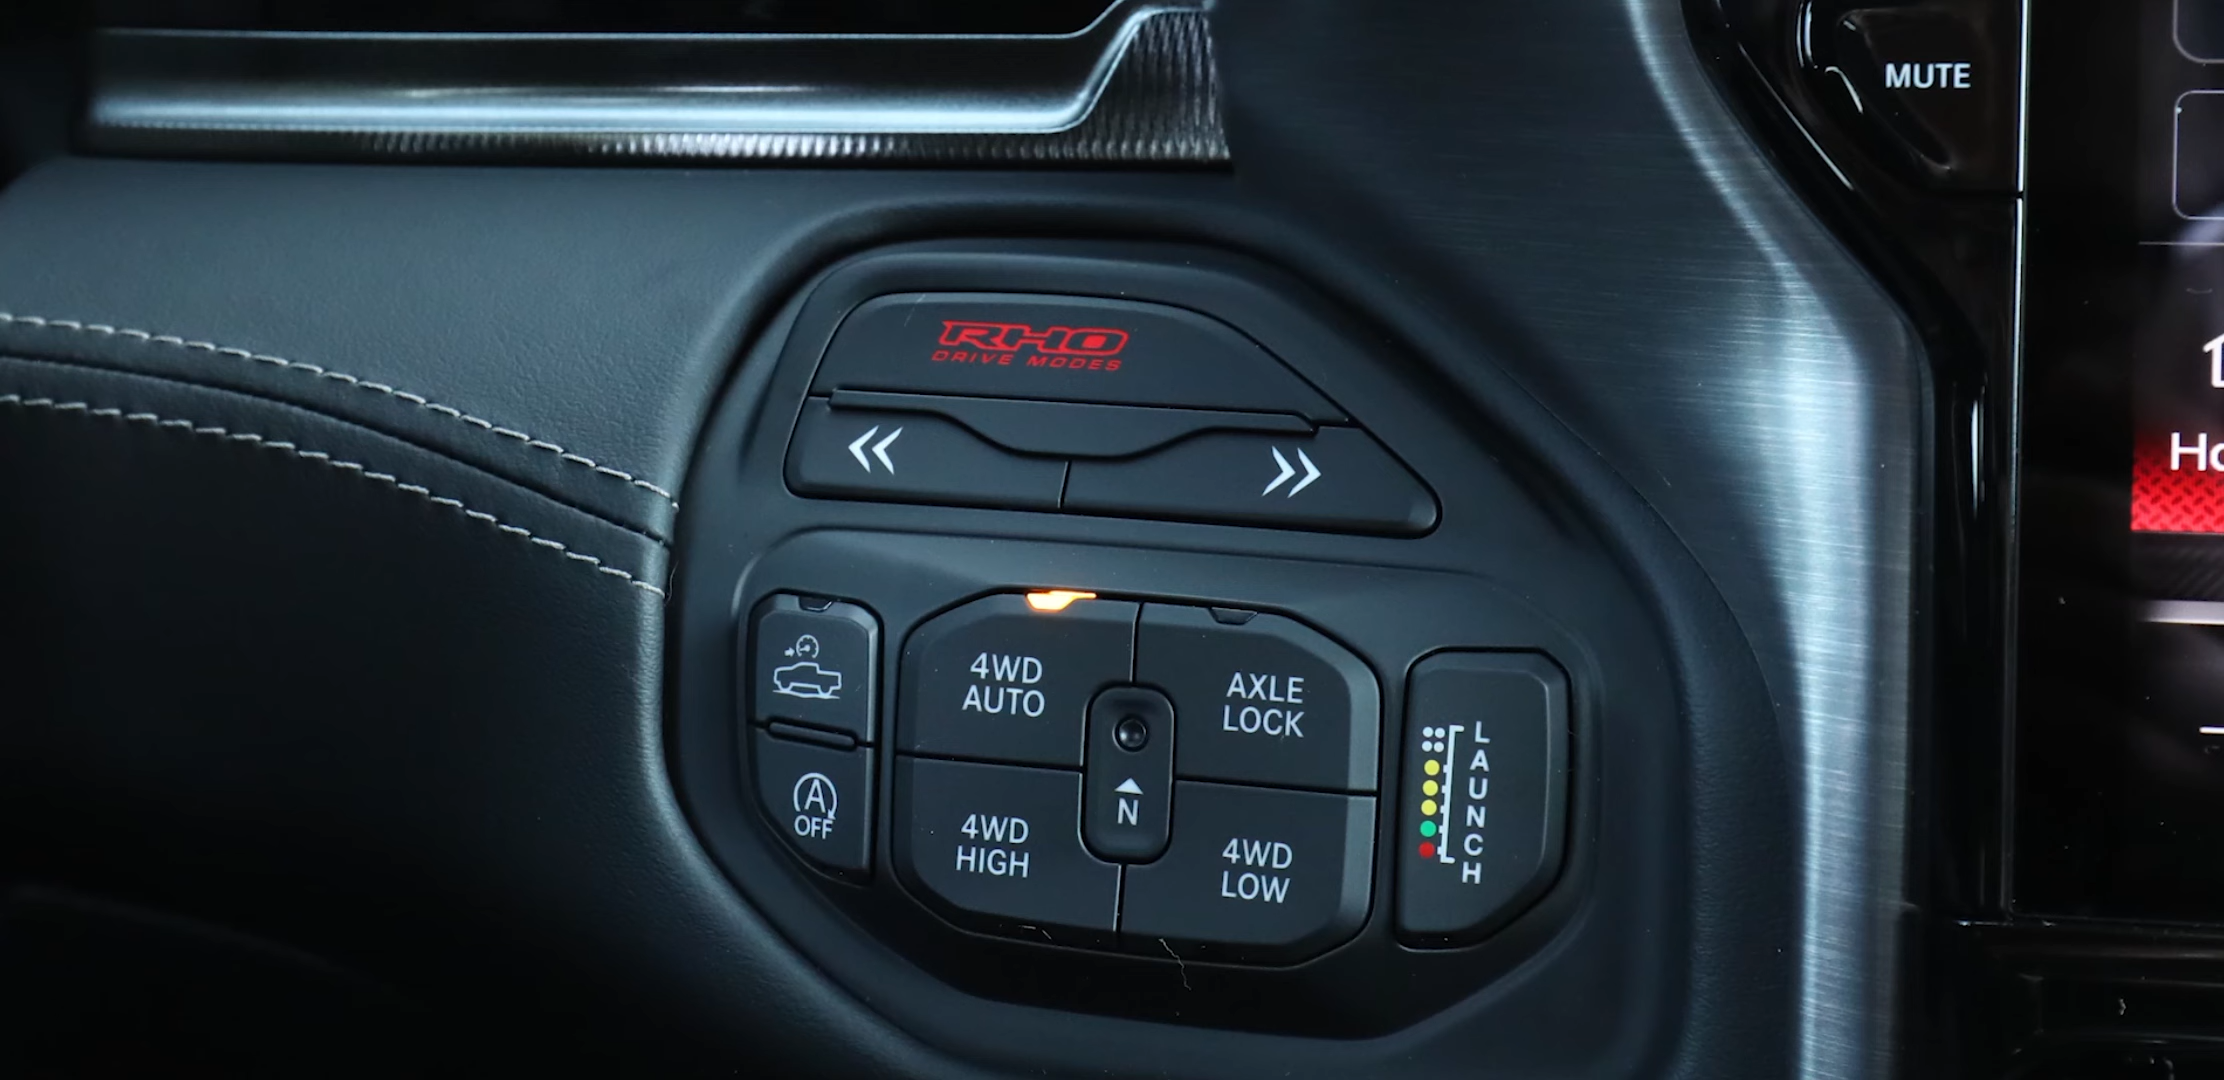 MUTE
RHO
DRIVE MODES
Ho
4WD
AUTO
AXLE
LOCK
A
OFF
4WD
HIGH
N
4WD
LOW
LAUNCH